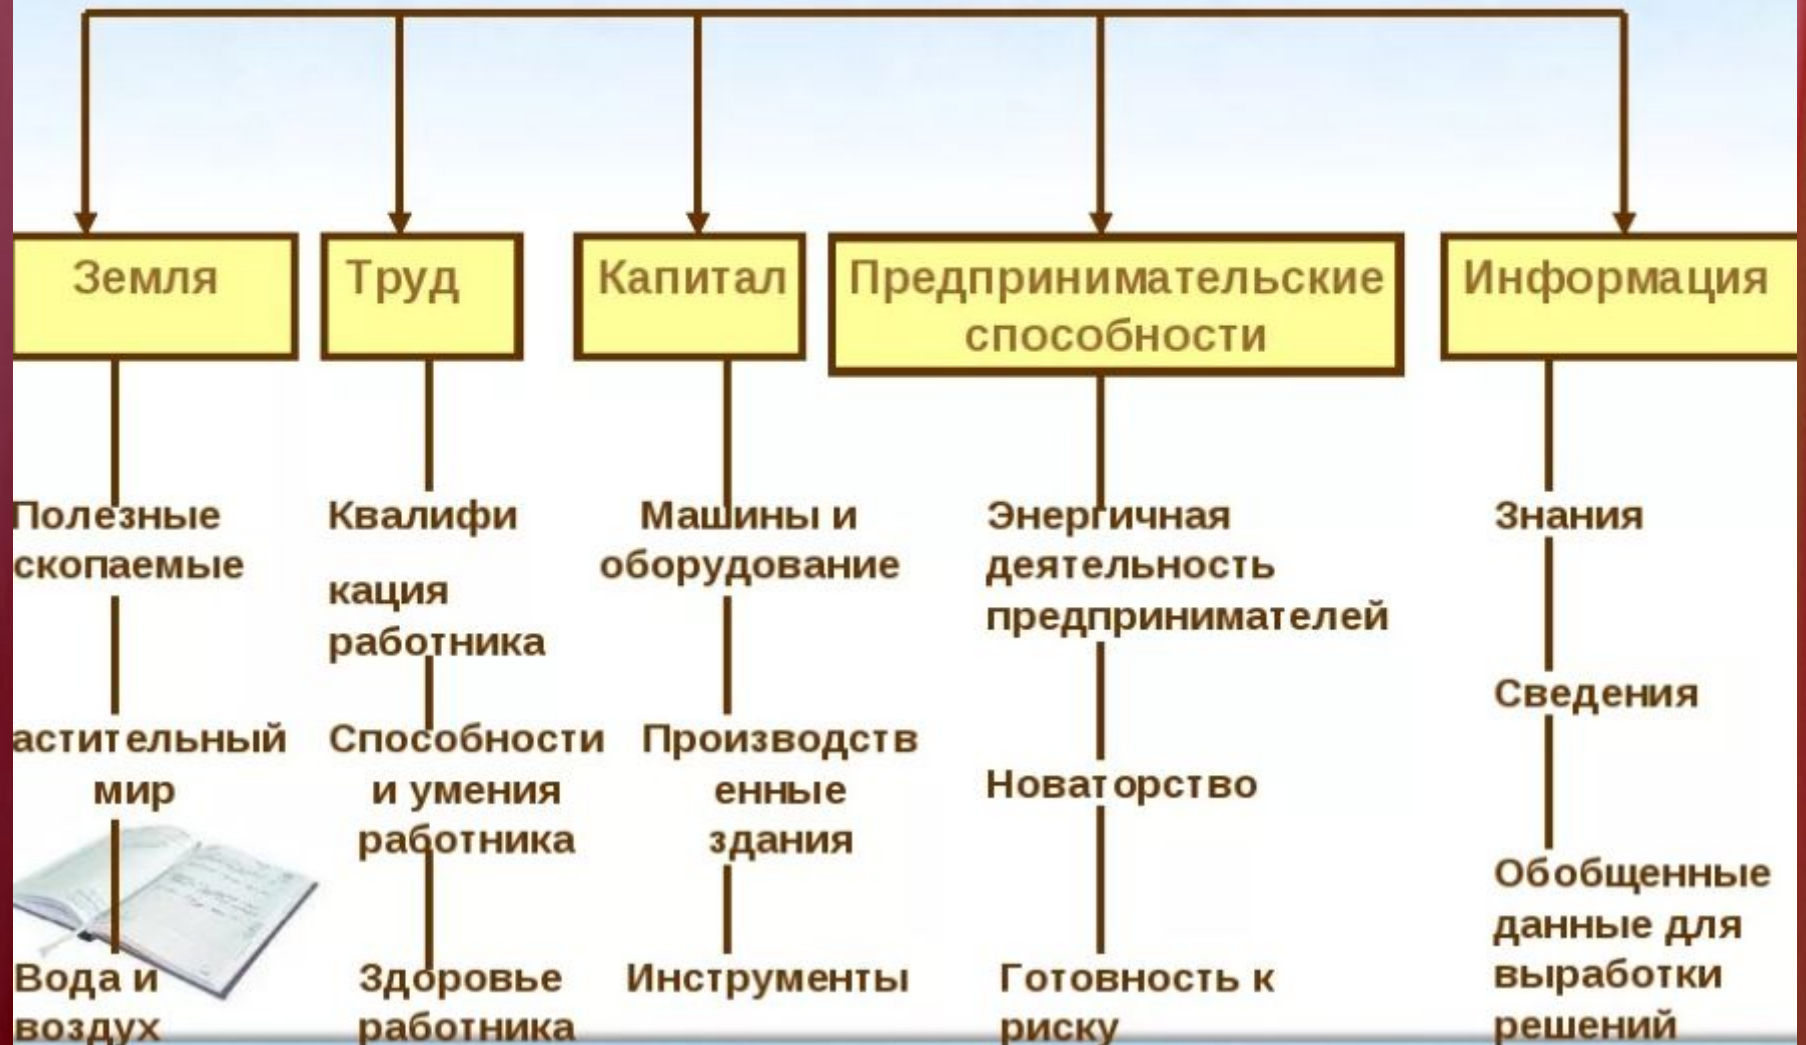 Земля
Труд
Капитал
Предпринимательские
способности
Информация
Полезные
скопаемые
астительный
мир
Вода и
воздух
Квалифи
кация
работника
Способности
и умения
работника
Здоровье
работника
Машины и
оборудование
Производств
енные
здания
Инструменты
Энергичная
деятельность
предпринимателей
Новаторство
Готовность к
риску
Знания
Сведения
Обобщенные
данные для
выработки
решений